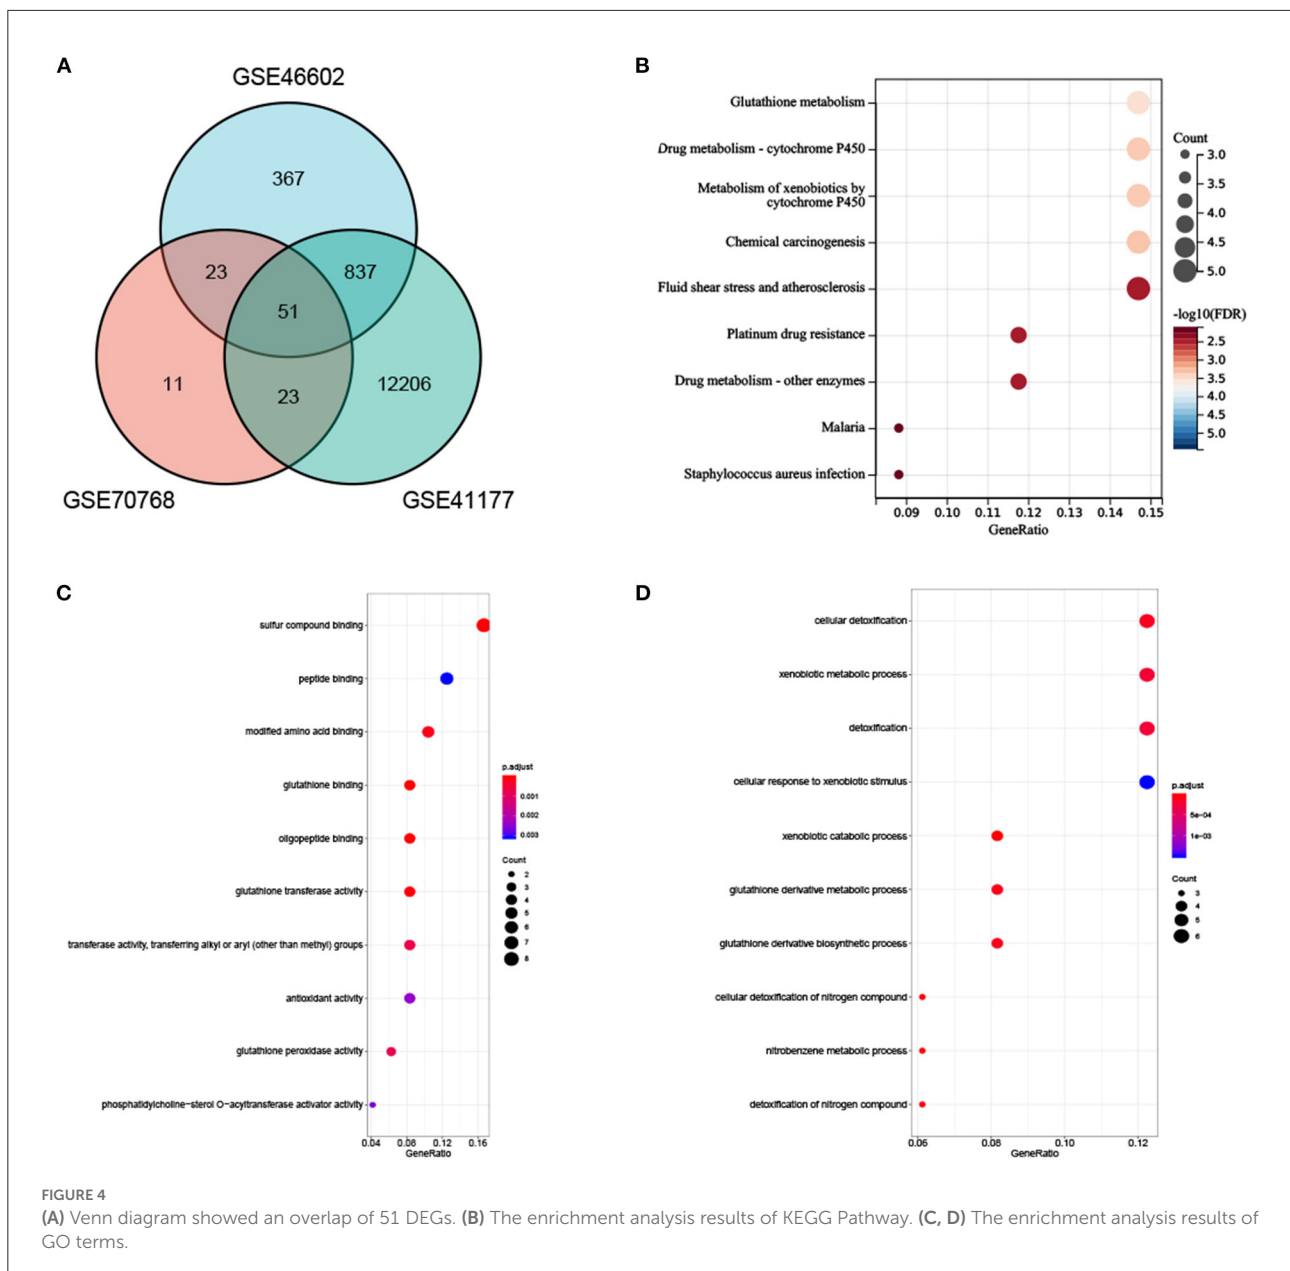 A
GSE46602
367
23
837
51
11
23
12206
GSE70768
GSE41177
B
Glutathione metabolism
Drug metabolism - cytochrome P450
Metabolism of xenobiotics by
cytochrome P450
Chemical carcinogenesis
Fluid shear stress and atherosclerosis
Platinum drug resistance
Drug metabolism - other enzymes
Malaria
Staphylococcus aureus infection
0.09 0.10 0.11 0.12 0.13 0.14 0.15
GeneRatio
Count
3.0
3.5
4.0
4.5
5.0
-log10(FDR)
2.5
3.0
3.5
4.0
4.5
5.0
C
sulfur compound binding
peptide binding
modified amino acid binding
glutathione binding
oligopeptide binding
glutathione transferase activity
transferase activity, transferring alkyl or aryl (other than methyl) groups
antioxidant activity
glutathione peroxidase activity
phosphatidylcholine-sterol O-acyltransferase activator activity
0.04 0.08 0.12 0.16
GeneRatio
p.adjust
0.001
0.002
0.003
Count
2
3
4
5
6
7
8
D
cellular detoxification
xenobiotic metabolic process
detoxification
cellular response to xenobiotic stimulus
xenobiotic catabolic process
glutathione derivative metabolic process
glutathione derivative biosynthetic process
cellular detoxification of nitrogen compound
nitrobenzene metabolic process
detoxification of nitrogen compound
0.06 0.08 0.10 0.12
GeneRatio
p.adjust
5e-04
1e-03
Count
3
4
5
6
FIGURE 4
(A) Venn diagram showed an overlap of 51 DEGs. (B) The enrichment analysis results of KEGG Pathway. (C, D) The enrichment analysis results of
GO terms.